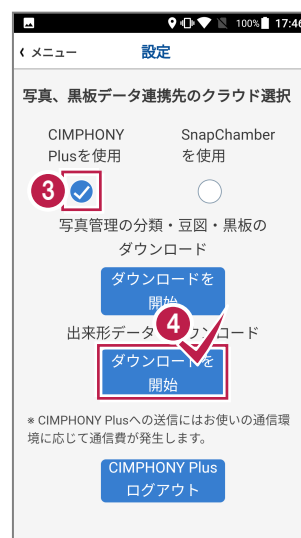 100% 17:46
メニュー 設定
写真、黒板データ連携先のクラウド選択
CIMPHONY SnapChamber
Plusを使用 を使用
3
写真管理の分類・豆図・黒板の
ダウンロード
ダウンロードを
開始
4
出来形データ ウンロード
ダウンロードを
開始
※ CIMPHONY Plusへの送信にはお使いの通信環
境に応じて通信費が発生します。
CIMPHONY Plus
ログアウト